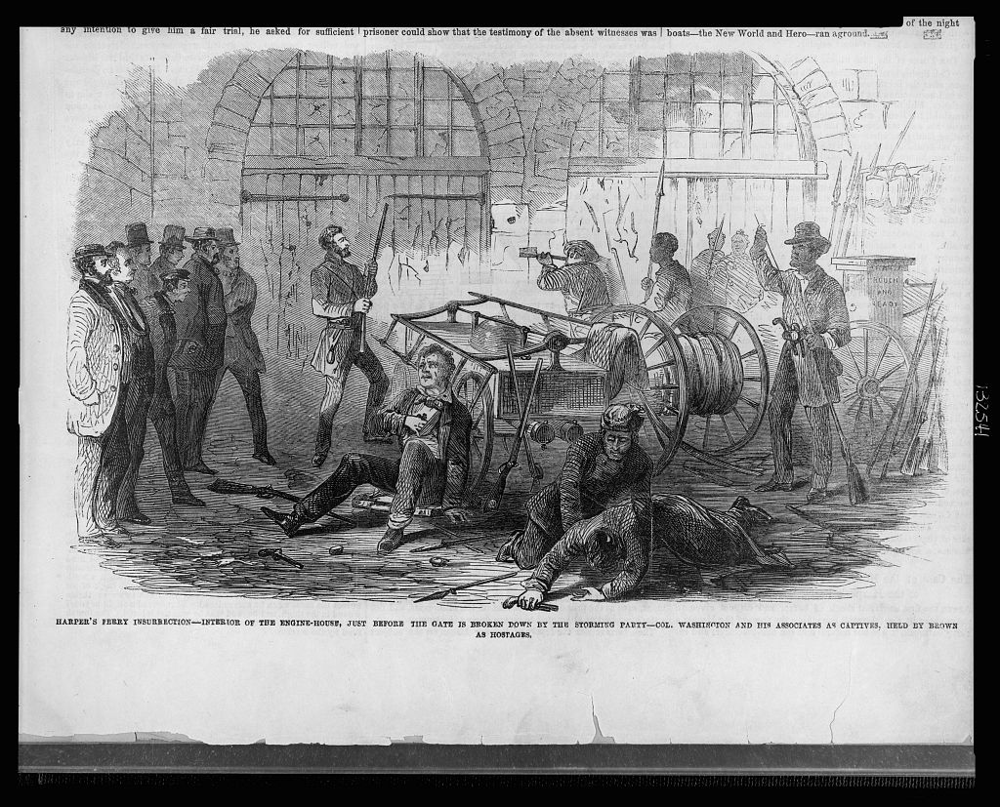 of the night
any intention to give him a fair trial, he asked for sufficient
prisoner could show that the testimony of the absent witnesses was
boats—the New World and Hero—ran aground.
ROUGH
AND
READY
HARPER'S FERRY INSURRECTION—INTERIOR OF THE ENGINE-HOUSE, JUST BEFORE THE GATE IS BROKEN DOWN BY THE STORMING PARTY—COL. WASHINGTON AND HIS ASSOCIATES AS CAPTIVES, HELD BY BROWN
AS HOSTAGES.
132541